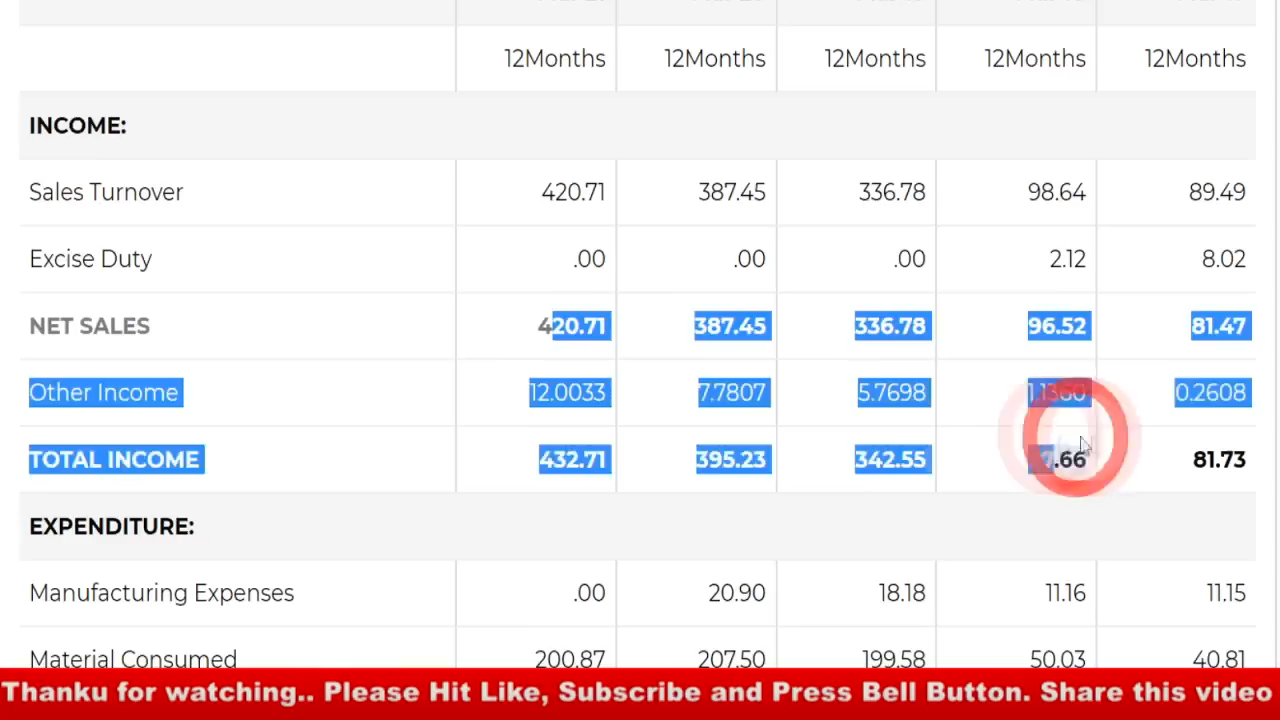 12Months 12Months 12Months 12Months 12Months
INCOME:
Sales Turnover 420.71 387.45 336.78 98.64 89.49
Excise Duty .00 .00 .00 2.12 8.02
NET SALES 420.71 387.45 336.78 96.52 81.47
Other Income 12.0033 7.7807 5.7698 1.1360 0.2608
TOTAL INCOME 432.71 395.23 342.55 .66 81.73
EXPENDITURE:
Manufacturing Expenses .00 20.90 18.18 11.16 11.15
Material Consumed 200.87 207.50 199.58 50.03 40.81
Thanku for watching.. Please Hit Like, Subscribe and Press Bell Button. Share this video